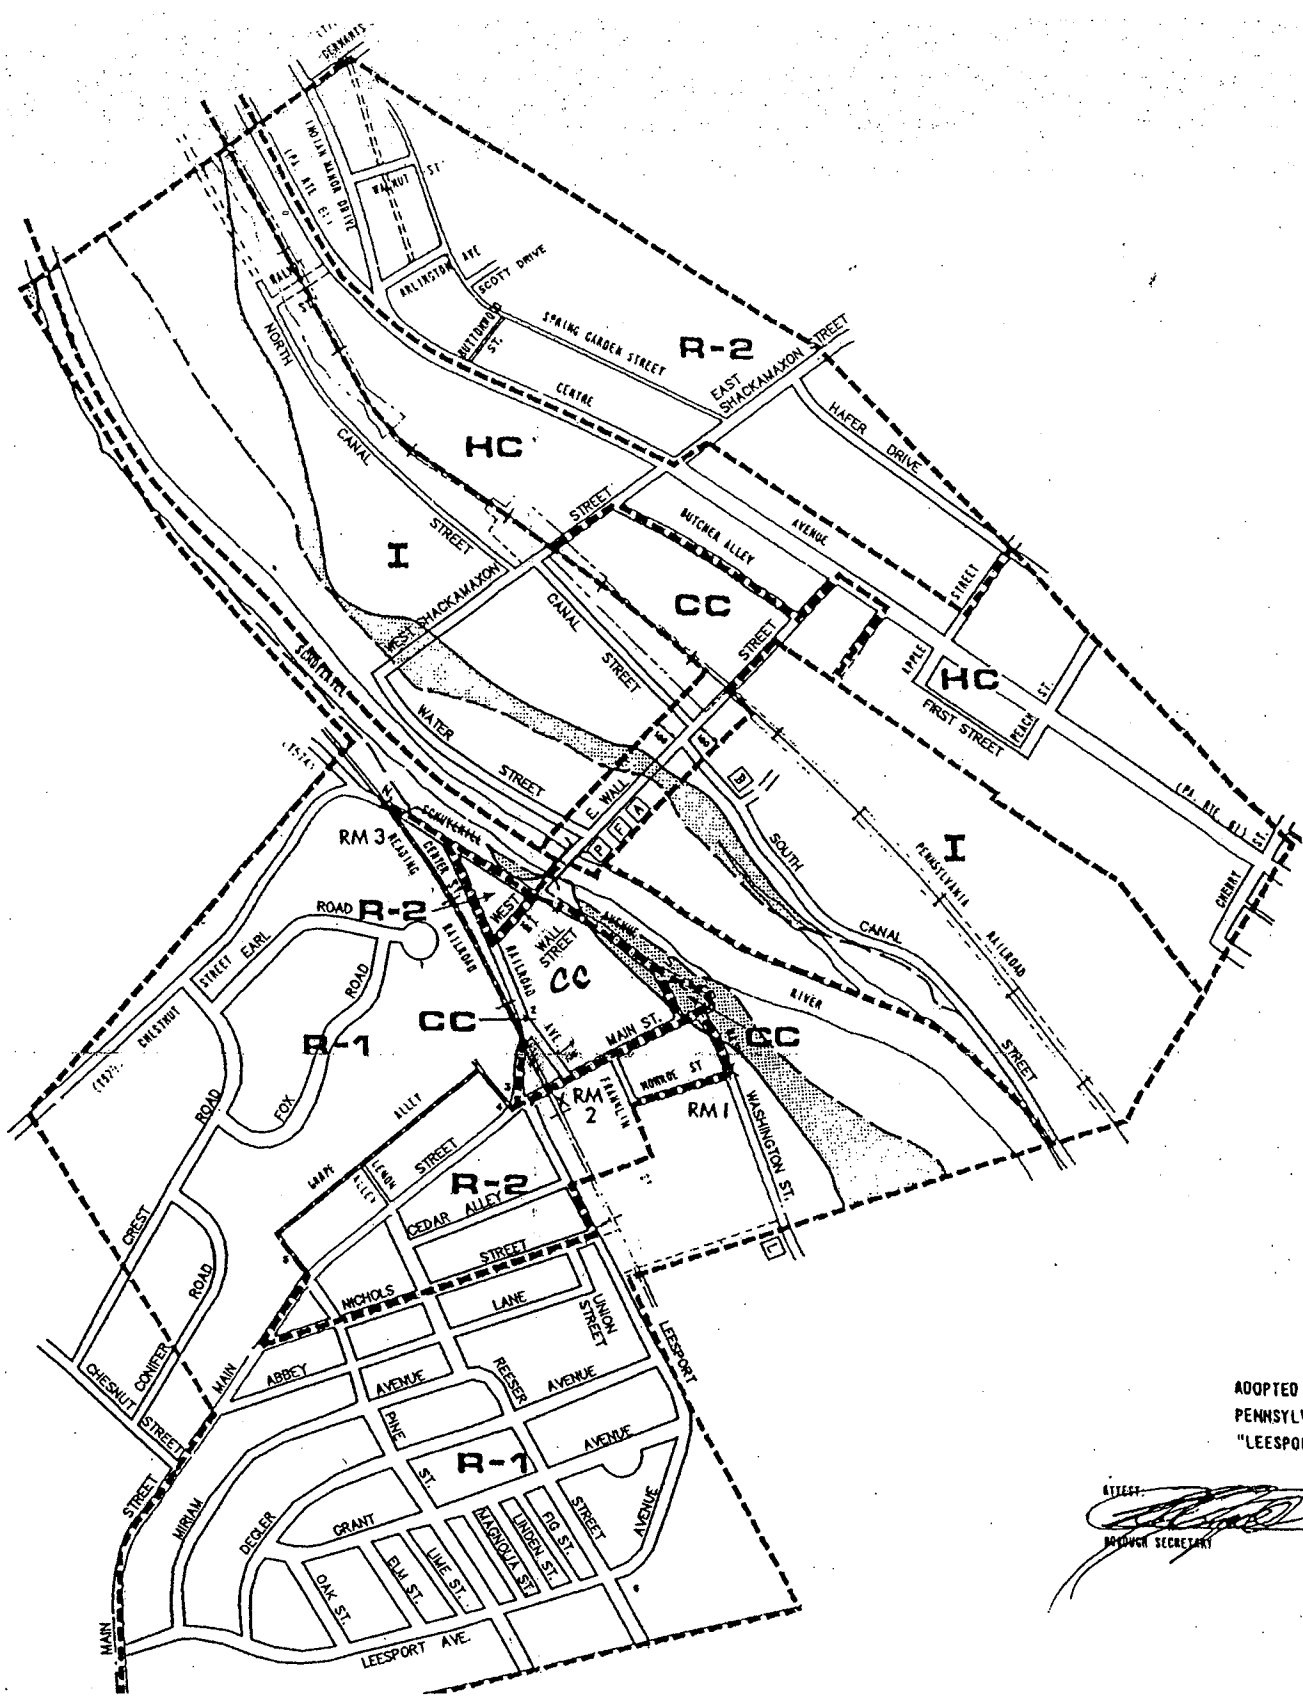 INDIAN MANOR DRIVE
WALNUT ST
ARLINGTON AVE
SCOTT DRIVE
BUTTONWOOD
ST.
SPRING GARDEN STREET
R-2
EAST
SHACKAMAXON STREET
CENTRE
HAFER
DRIVE
NORTH
CANAL
STREET
HC
STREET
BUTCHER ALLEY
AVENUE
I
WEST SHACKAMAXON
CC
STREET
CANAL
STREET
STREET
APPLE
HC
FIRST STREET
PEACH
ST.
WATER
STREET
E. WALL
B
A
F
P
SOUTH
CANAL
STREET
I
PENNSYLVANIA
RAILROAD
CHERRY
ST.
SCHUYLKILL
RIVER
RM 3
READING
RAILROAD
CENTER ST.
R-2
WEST
WALL
STREET
AVENUE
RAILROAD
AVE
CC
CC
CC
ROAD
EARL
STREET
CHESTNUT
ROAD
R-1
FOX
ROAD
MAIN ST.
MONROE ST
FRANKLIN
RM
2
RM 1
WASHINGTON ST.
L
ALLEY
GRAPE
LEMON
ALLEY
STREET
R-2
CEDAR ALLEY
CREST
ROAD
CONIFER
CHESNUT
STREET
NICHOLS
STREET
LANE
UNION
STREET
LEESPORT
MAIN
ABBEY
AVENUE
REESER
AVENUE
PINE
ST.
AVENUE
R-1
STREET
MIRIAM
DEGLER
GRANT
STREET
AVENUE
FIG ST.
LINDEN ST.
MAGNOLIA ST.
LIME ST.
ELM ST.
OAK ST.
MAIN
LEESPORT AVE.
ADOPTED
"LEESPO
ATTEST:
BOROUGH SECRETARY